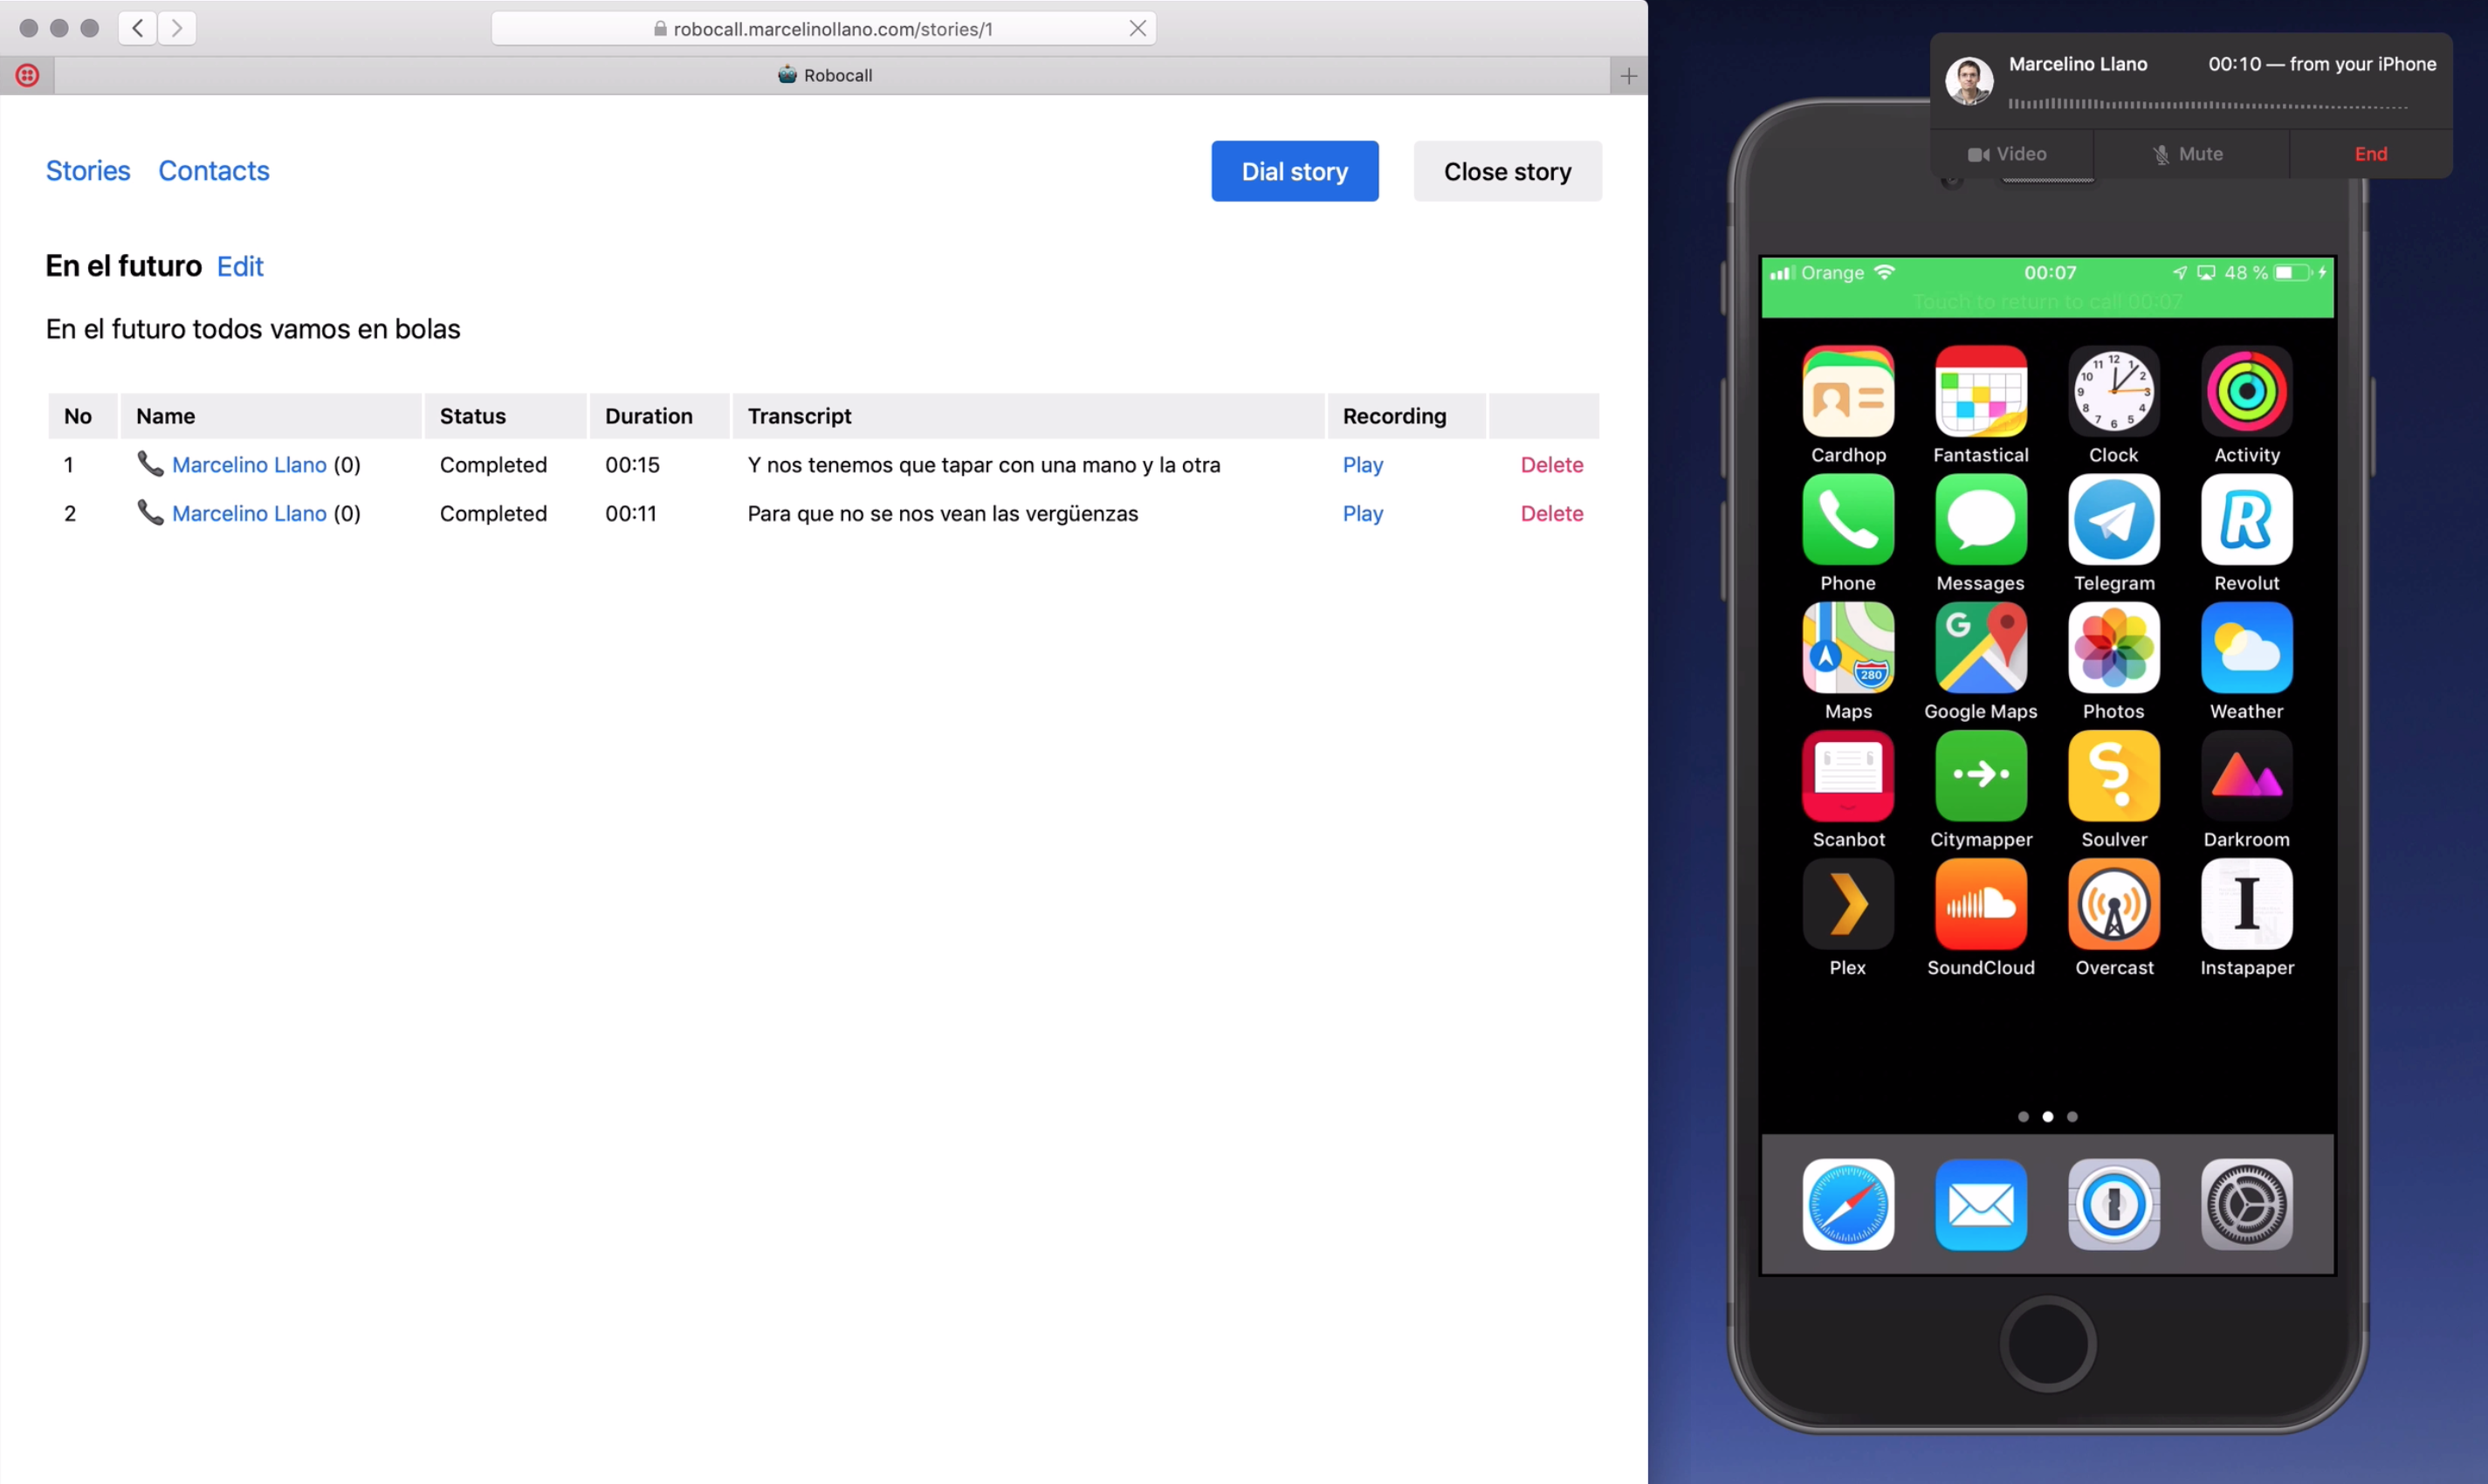 robocall.marcelinollano.com/stories/1
Robocall
Stories Contacts
Dial story Close story
En el futuro Edit
En el futuro todos vamos en bolas
No Name Status Duration Transcript Recording
1 Marcelino Llano (0) Completed 00:15 Y nos tenemos que tapar con una mano y la otra Play Delete
2 Marcelino Llano (0) Completed 00:11 Para que no se nos vean las vergüenzas Play Delete
Marcelino Llano 00:10 — from your iPhone
Video Mute End
Orange 00:07 48 %
Touch to return to call 00:07
Cardhop Fantastical Clock Activity
Phone Messages Telegram Revolut
280
Maps Google Maps Photos Weather
Scanbot Citymapper Soulver Darkroom
Plex SoundCloud Overcast Instapaper